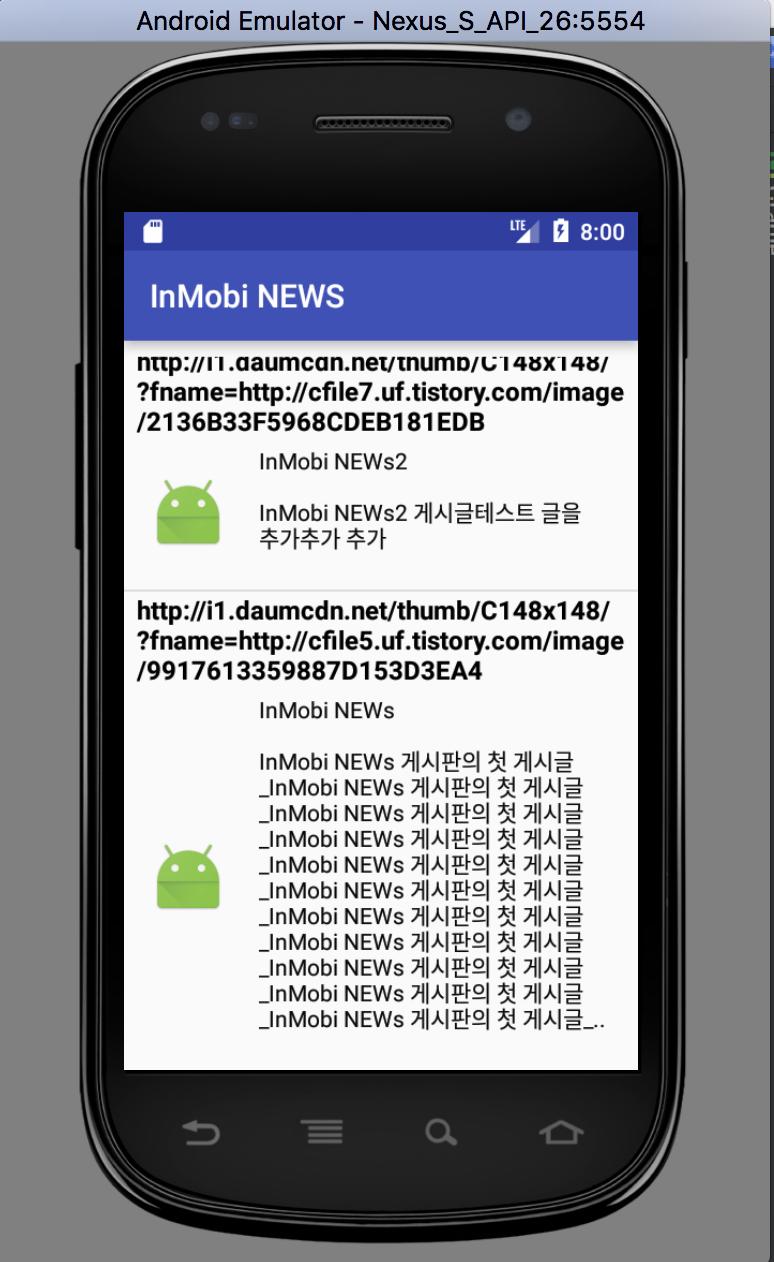 Android Emulator - Nexus_S_API_26:5554
LTE 8:00
InMobi NEWS
http://i1.daumcdn.net/thumb/C148x148/
?fname=http://cfile7.uf.tistory.com/image
/2136B33F5968CDEB181EDB
InMobi NEWs2
InMobi NEWs2 게시글테스트 글을
추가추가 추가
http://i1.daumcdn.net/thumb/C148x148/
?fname=http://cfile5.uf.tistory.com/image
/9917613359887D153D3EA4
InMobi NEWs
InMobi NEWs 게시판의 첫 게시글
_InMobi NEWs 게시판의 첫 게시글
_InMobi NEWs 게시판의 첫 게시글
_InMobi NEWs 게시판의 첫 게시글
_InMobi NEWs 게시판의 첫 게시글
_InMobi NEWs 게시판의 첫 게시글
_InMobi NEWs 게시판의 첫 게시글
_InMobi NEWs 게시판의 첫 게시글
_InMobi NEWs 게시판의 첫 게시글
_InMobi NEWs 게시판의 첫 게시글
_InMobi NEWs 게시판의 첫 게시글_..